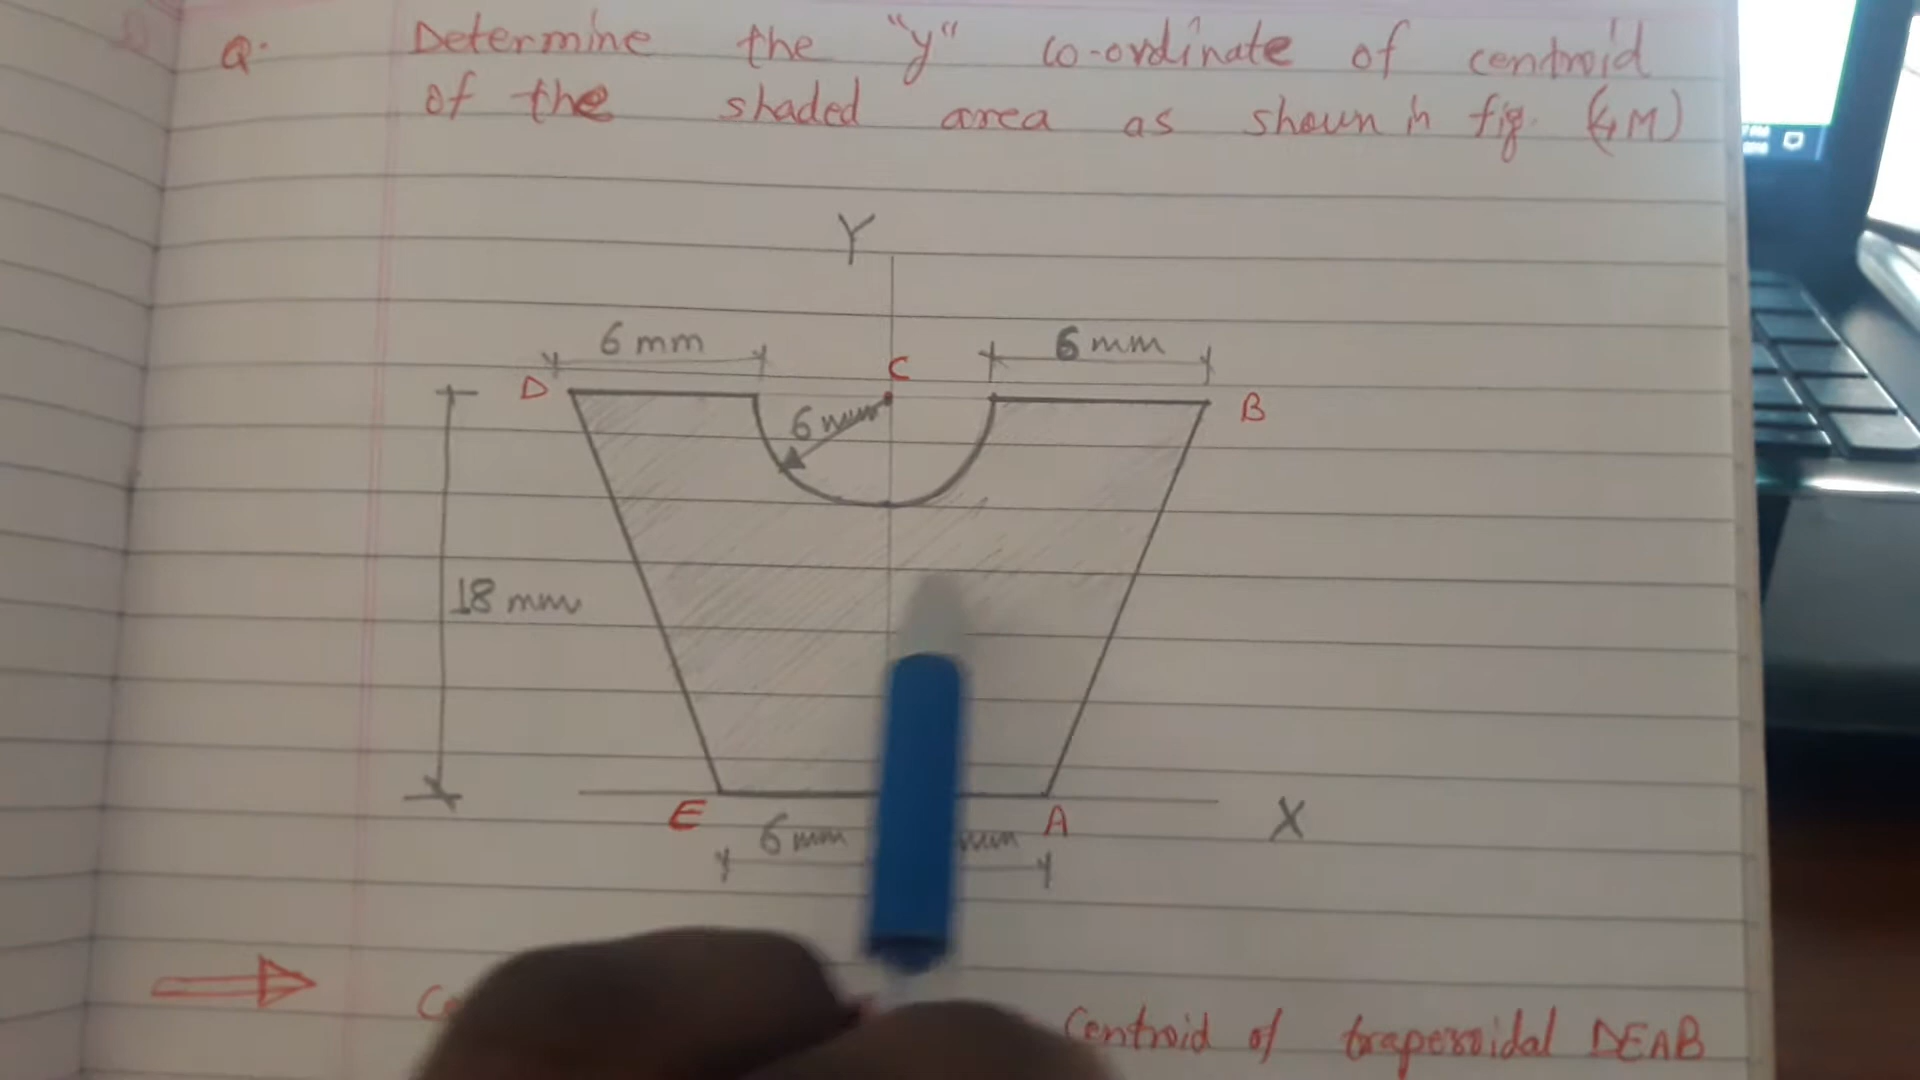 Q. Determine the "y" co-ordinate of centroid
of the shaded area as shown in fig. (4M)
Y
6 mm
6 mm
C
D
B
6 mm
18 mm
E
A
X
6 mm
mm
Centroid of trapezoidal DEAB